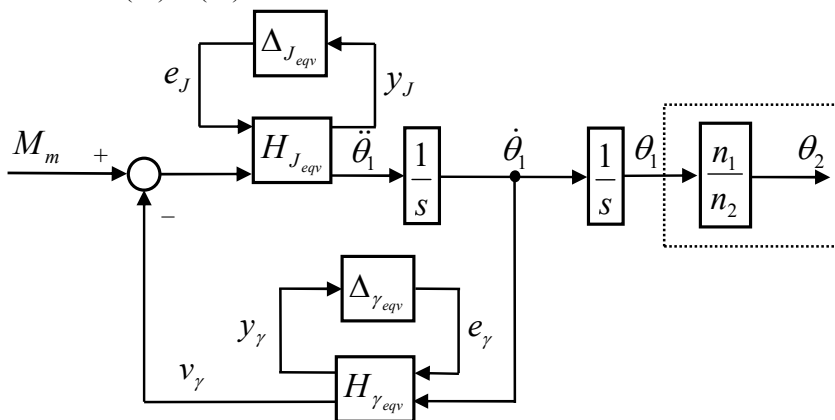 Δ_{J_{eqv}}
e_J
y_J
M_m
+
H_{J_{eqv}}
θ̈_1
1/s
θ̇_1
1/s
θ_1
n_1/n_2
θ_2
−
Δ_{γ_{eqv}}
y_γ
e_γ
v_γ
H_{γ_{eqv}}